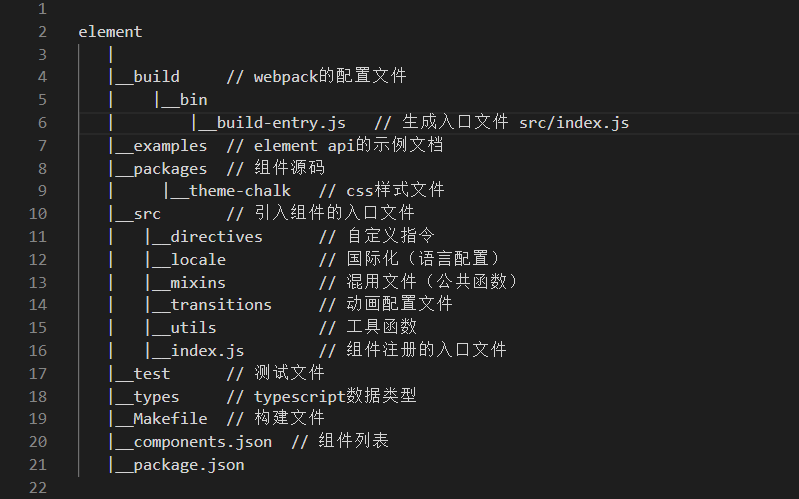 1
2 element
3 |
4 |__build // webpack的配置文件
5 | |__bin
6 | |__build-entry.js // 生成入口文件 src/index.js
7 |__examples // element api的示例文档
8 |__packages // 组件源码
9 | |__theme-chalk // css样式文件
10 |__src // 引入组件的入口文件
11 | |__directives // 自定义指令
12 | |__locale // 国际化（语言配置）
13 | |__mixins // 混用文件（公共函数）
14 | |__transitions // 动画配置文件
15 | |__utils // 工具函数
16 | |__index.js // 组件注册的入口文件
17 |__test // 测试文件
18 |__types // typescript数据类型
19 |__Makefile // 构建文件
20 |__components.json // 组件列表
21 |__package.json
22